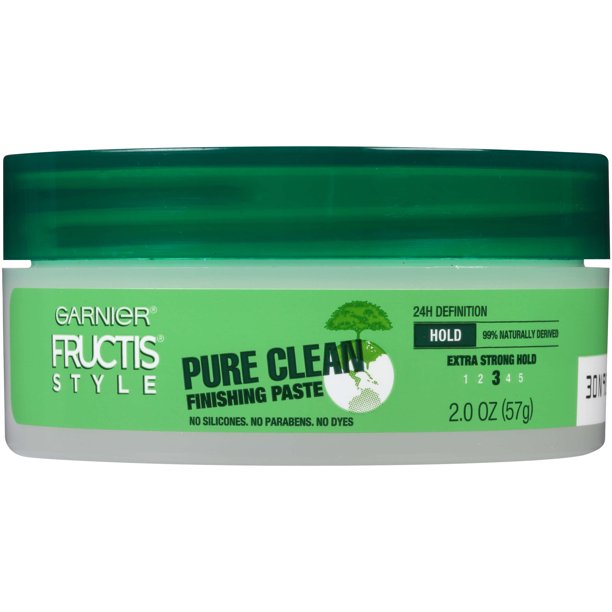 GARNIER®
FRUCTIS®
STYLE
PURE CLEAN
FINISHING PASTE
NO SILICONES. NO PARABENS. NO DYES
24H DEFINITION
HOLD 99% NATURALLY DERIVED
EXTRA STRONG HOLD
1 2 3 4 5
2.0 OZ (57g)